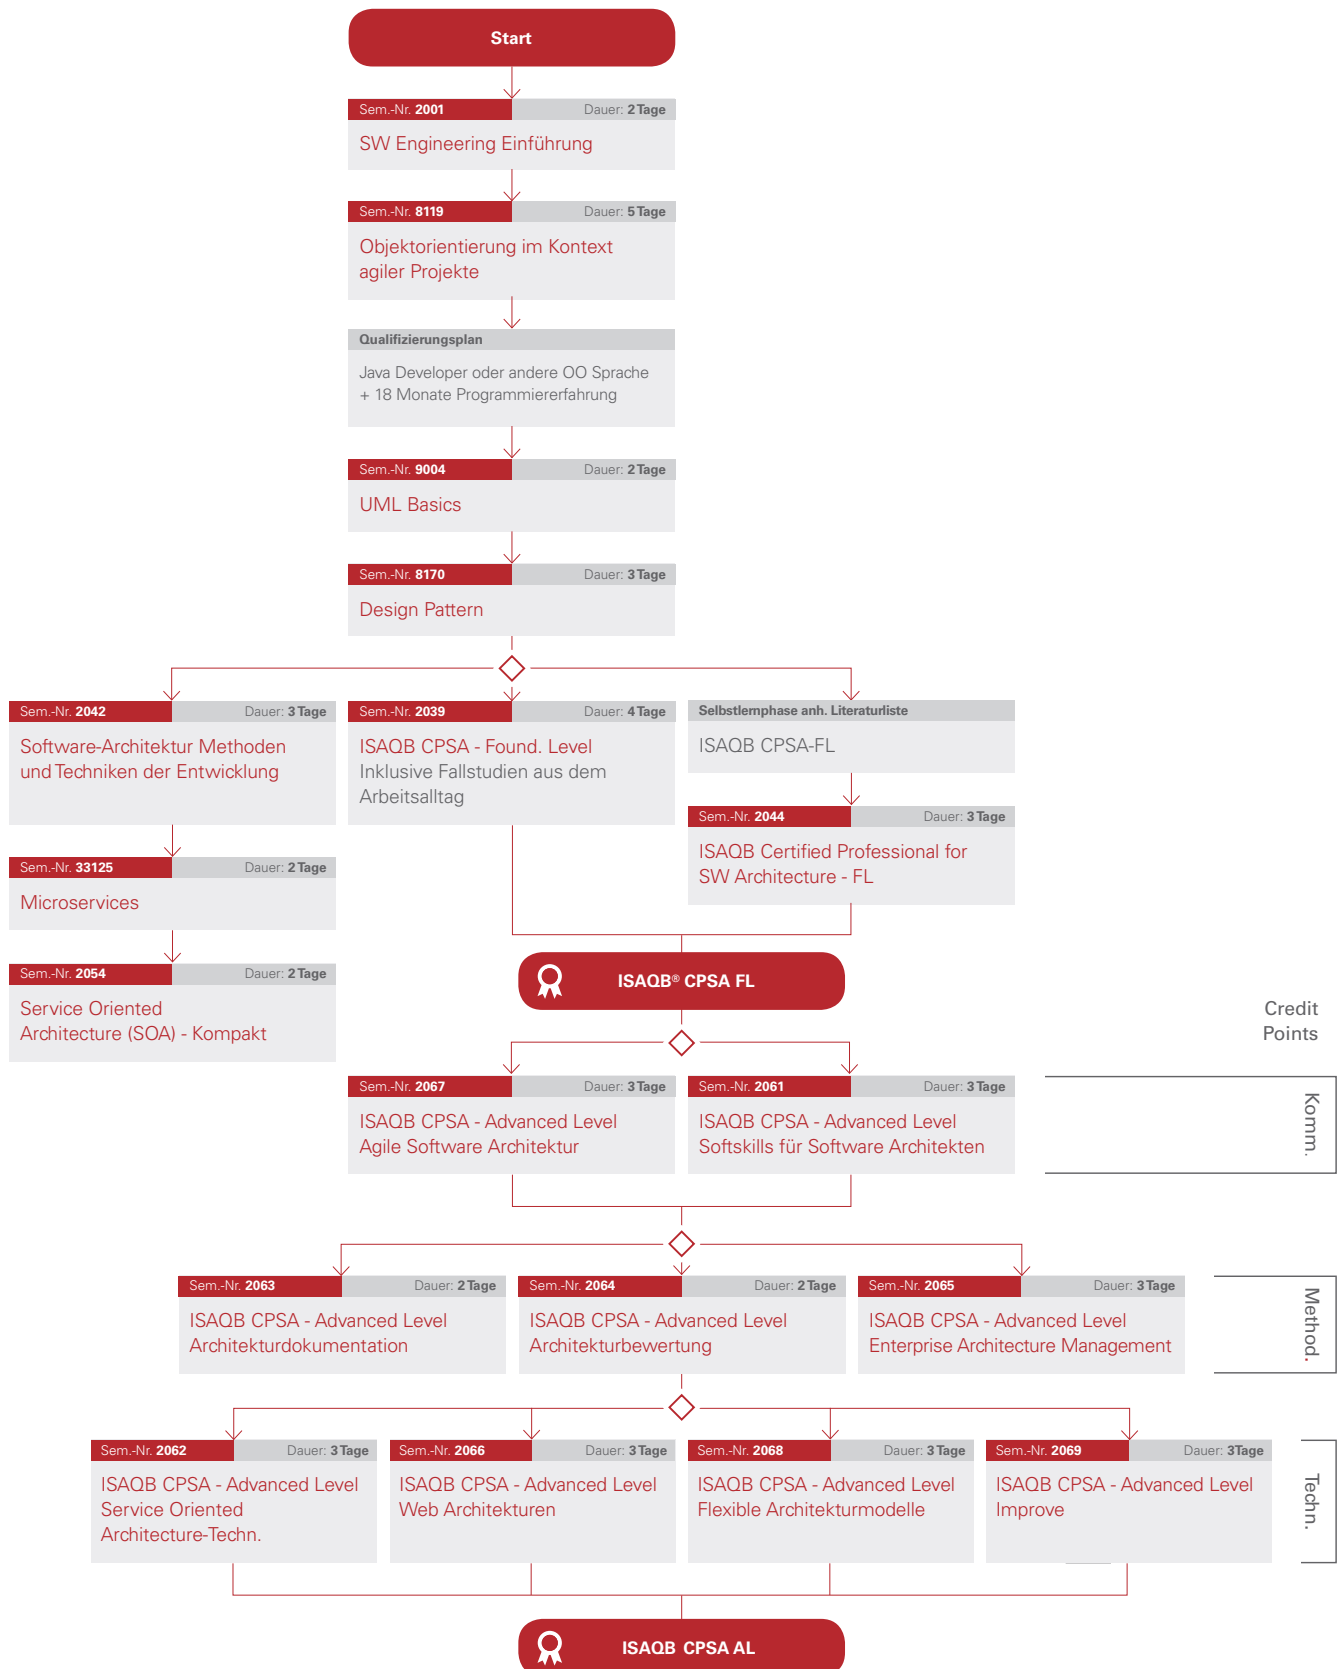 Start
Sem.-Nr. 2001 Dauer: 2 Tage
SW Engineering Einführung
Sem.-Nr. 8119 Dauer: 5 Tage
Objektorientierung im Kontext
agiler Projekte
Qualifizierungsplan
Java Developer oder andere OO Sprache
+ 18 Monate Programmiererfahrung
Sem.-Nr. 9004 Dauer: 2 Tage
UML Basics
Sem.-Nr. 8170 Dauer: 3 Tage
Design Pattern
Sem.-Nr. 2042 Dauer: 3 Tage
Software-Architektur Methoden
und Techniken der Entwicklung
Sem.-Nr. 33125 Dauer: 2 Tage
Microservices
Sem.-Nr. 2054 Dauer: 2 Tage
Service Oriented
Architecture (SOA) - Kompakt
Sem.-Nr. 2039 Dauer: 4 Tage
ISAQB CPSA - Found. Level
Inklusive Fallstudien aus dem
Arbeitsalltag
Selbstlernphase anh. Literaturliste
ISAQB CPSA-FL
Sem.-Nr. 2044 Dauer: 3 Tage
ISAQB Certified Professional for
SW Architecture - FL
ISAQB® CPSA FL
Credit
Points
Sem.-Nr. 2067 Dauer: 3 Tage
ISAQB CPSA - Advanced Level
Agile Software Architektur
Sem.-Nr. 2061 Dauer: 3 Tage
ISAQB CPSA - Advanced Level
Softskills für Software Architekten
Komm.
Sem.-Nr. 2063 Dauer: 2 Tage
ISAQB CPSA - Advanced Level
Architekturdokumentation
Sem.-Nr. 2064 Dauer: 2 Tage
ISAQB CPSA - Advanced Level
Architekturbewertung
Sem.-Nr. 2065 Dauer: 3 Tage
ISAQB CPSA - Advanced Level
Enterprise Architecture Management
Method.
Sem.-Nr. 2062 Dauer: 3 Tage
ISAQB CPSA - Advanced Level
Service Oriented
Architecture-Techn.
Sem.-Nr. 2066 Dauer: 3 Tage
ISAQB CPSA - Advanced Level
Web Architekturen
Sem.-Nr. 2068 Dauer: 3 Tage
ISAQB CPSA - Advanced Level
Flexible Architekturmodelle
Sem.-Nr. 2069 Dauer: 3Tage
ISAQB CPSA - Advanced Level
Improve
Techn.
ISAQB CPSA AL